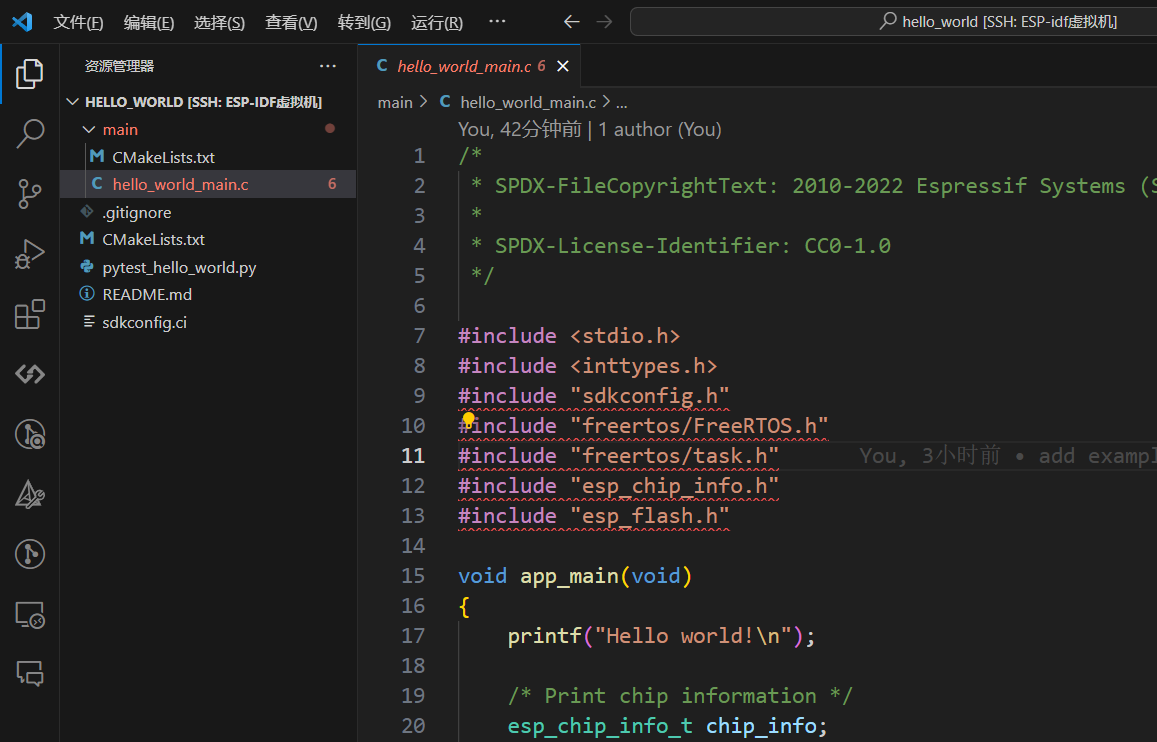 文件(F) 编辑(E) 选择(S) 查看(V) 转到(G) 运行(R) ··· hello_world [SSH: ESP-idf虚拟机]
资源管理器 ···
HELLO_WORLD [SSH: ESP-IDF虚拟机]
main
CMakeLists.txt
C hello_world_main.c 6
.gitignore
CMakeLists.txt
pytest_hello_world.py
README.md
sdkconfig.ci
C hello_world_main.c 6
main > C hello_world_main.c > ...
You, 42分钟前 | 1 author (You)
1 /*
2 * SPDX-FileCopyrightText: 2010-2022 Espressif Systems (S
3 *
4 * SPDX-License-Identifier: CC0-1.0
5 */
6
7 #include <stdio.h>
8 #include <inttypes.h>
9 #include "sdkconfig.h"
10 #include "freertos/FreeRTOS.h"
11 #include "freertos/task.h" You, 3小时前 • add exampl
12 #include "esp_chip_info.h"
13 #include "esp_flash.h"
14
15 void app_main(void)
16 {
17 printf("Hello world!\n");
18
19 /* Print chip information */
20 esp_chip_info_t chip_info;